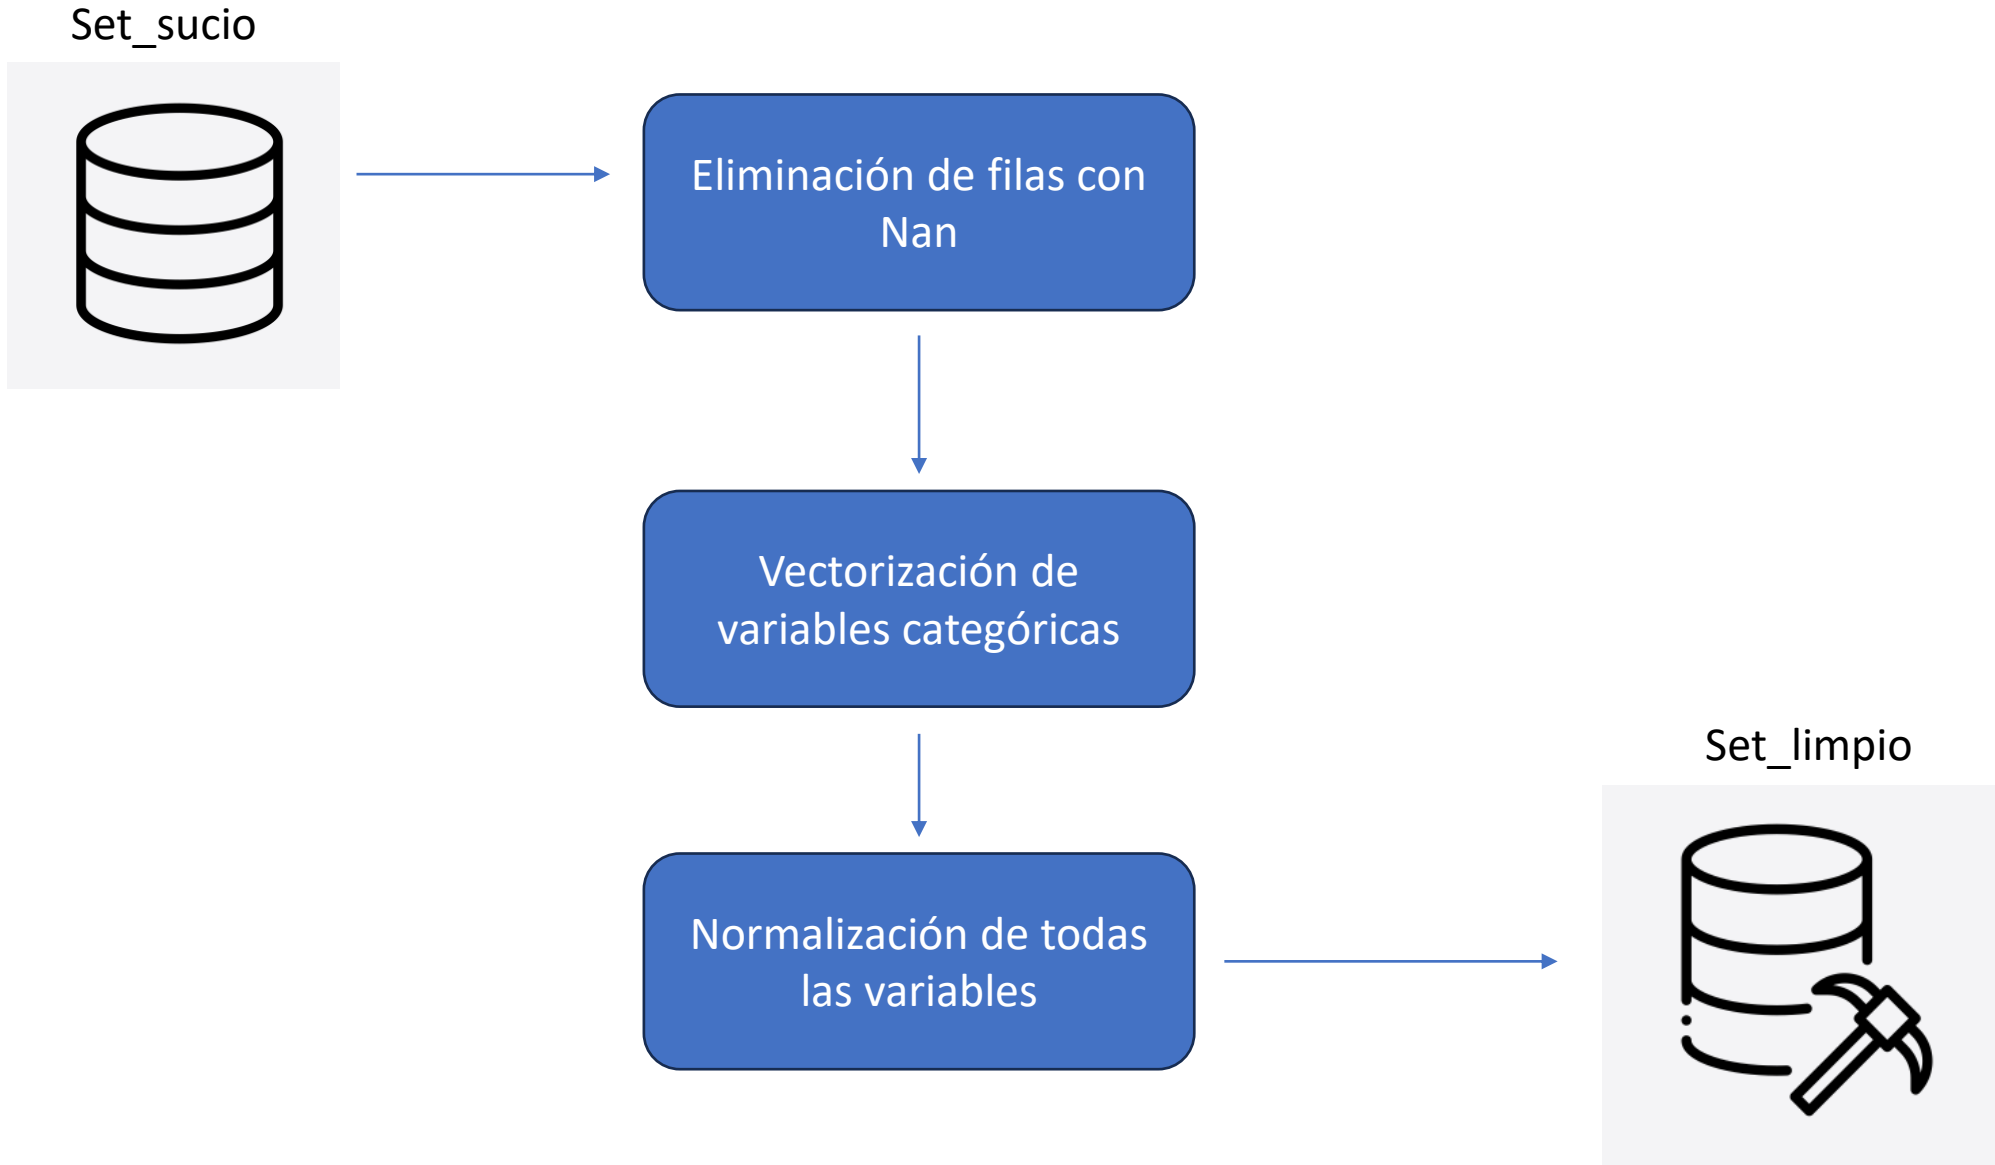 Set_sucio
Eliminación de filas con
Nan
Vectorización de
variables categóricas
Set_limpio
Normalización de todas
las variables